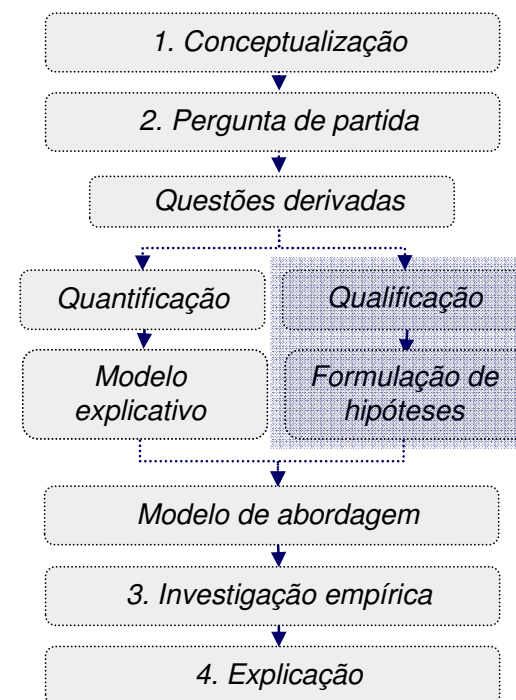 1. Conceptualização
2. Pergunta de partida
Questões derivadas
Quantificação
Qualificação
Modelo
explicativo
Formulação de
hipóteses
Modelo de abordagem
3. Investigação empírica
4. Explicação